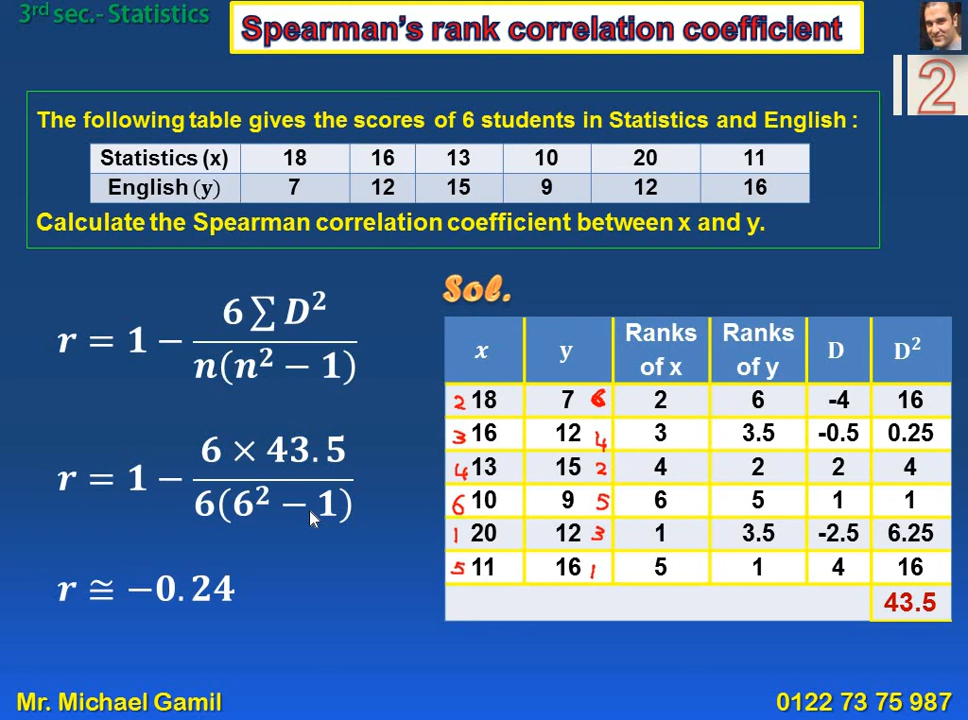 3rd sec.- Statistics
Spearman's rank correlation coefficient
2
The following table gives the scores of 6 students in Statistics and English :
Statistics (x) 18 16 13 10 20 11
English (y) 7 12 15 9 12 16
Calculate the Spearman correlation coefficient between x and y.
Sol.
r = 1 − 6 ∑ D² / n(n² − 1)
r = 1 − 6 × 43.5 / 6(6² − 1)
r ≅ −0.24
x y Ranks of x Ranks of y D D²
2 18 7 6 2 6 -4 16
3 16 12 4 3 3.5 -0.5 0.25
4 13 15 2 4 2 2 4
6 10 9 5 6 5 1 1
1 20 12 3 1 3.5 -2.5 6.25
5 11 16 1 5 1 4 16
43.5
Mr. Michael Gamil
0122 73 75 987